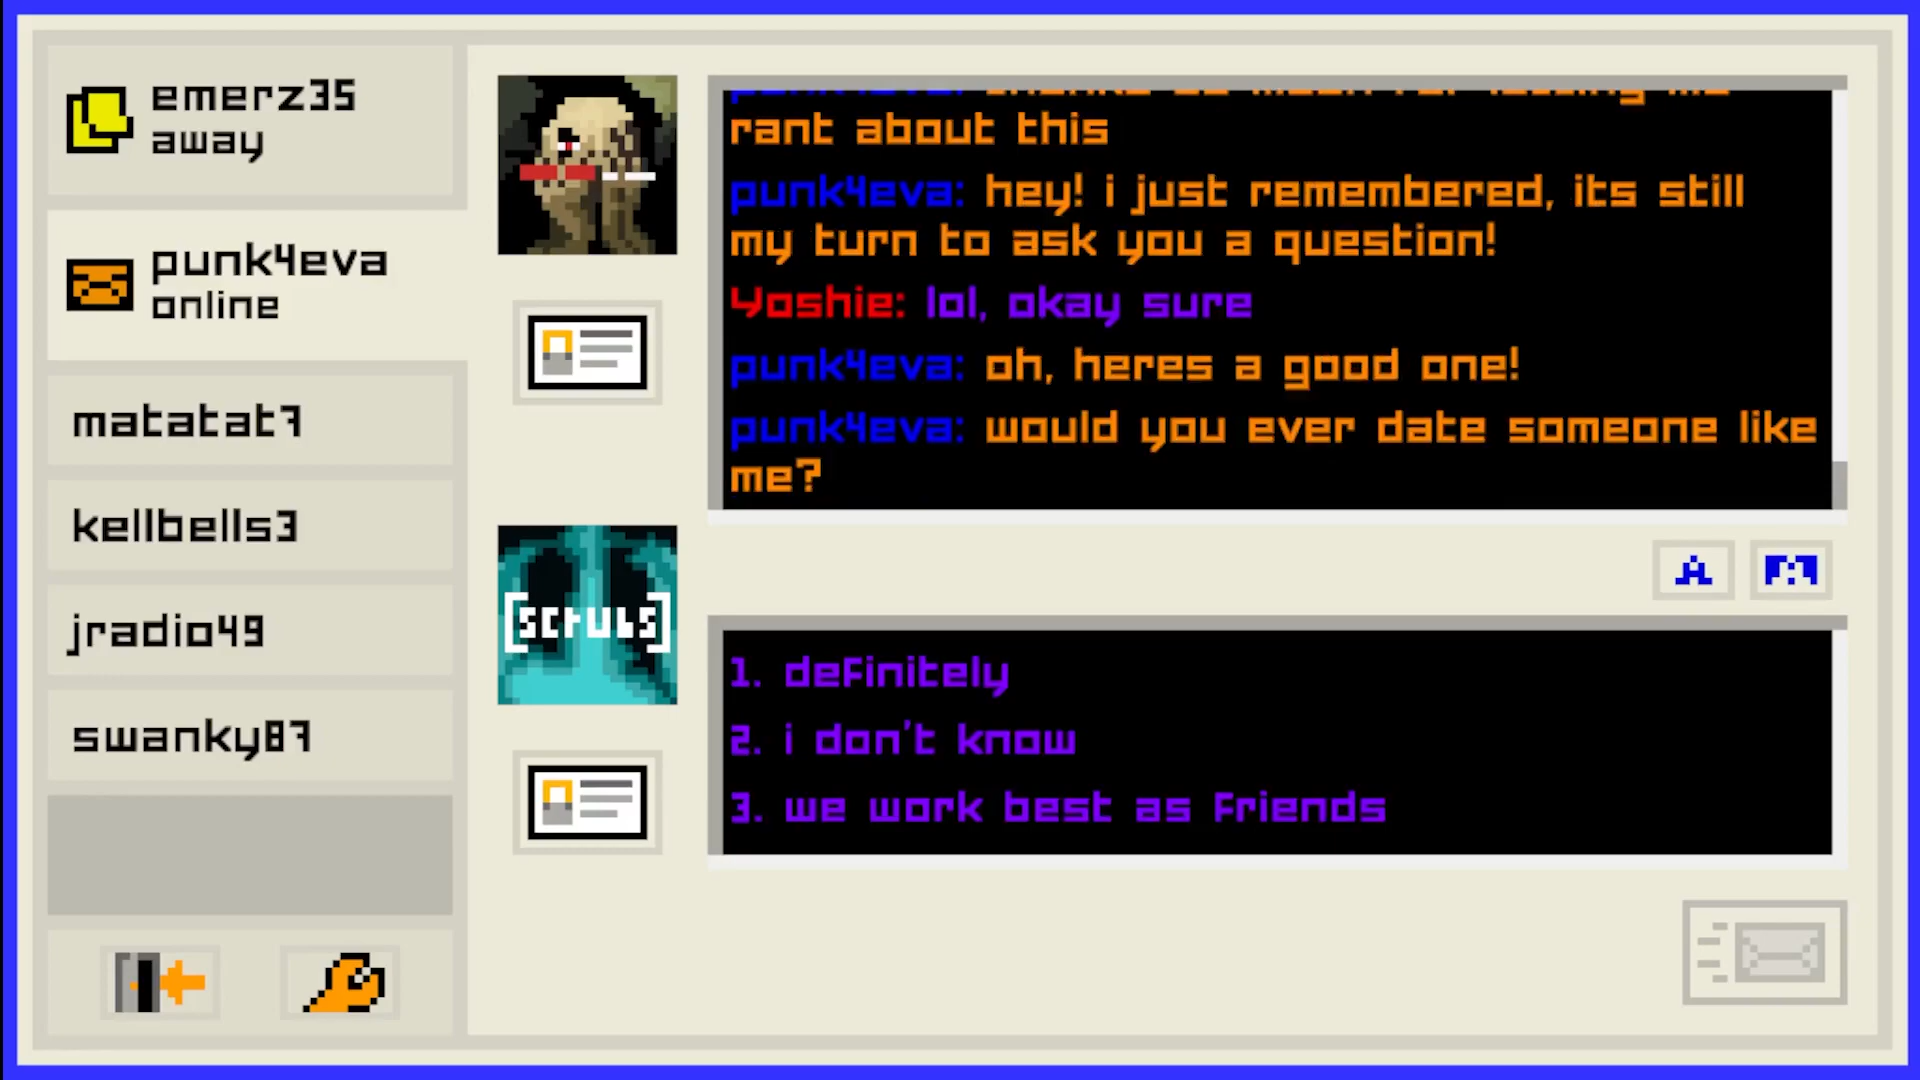 emerz35
away
punk4eva
online
matatat7
kellbells3
jradio49
swanky87
rant about this
punk4eva: hey! i just remembered, its still
my turn to ask you a question!
Yoshie: lol, okay sure
punk4eva: oh, heres a good one!
punk4eva: would you ever date someone like
me?
[scrubs]
A
1. definitely
2. i don't know
3. we work best as friends